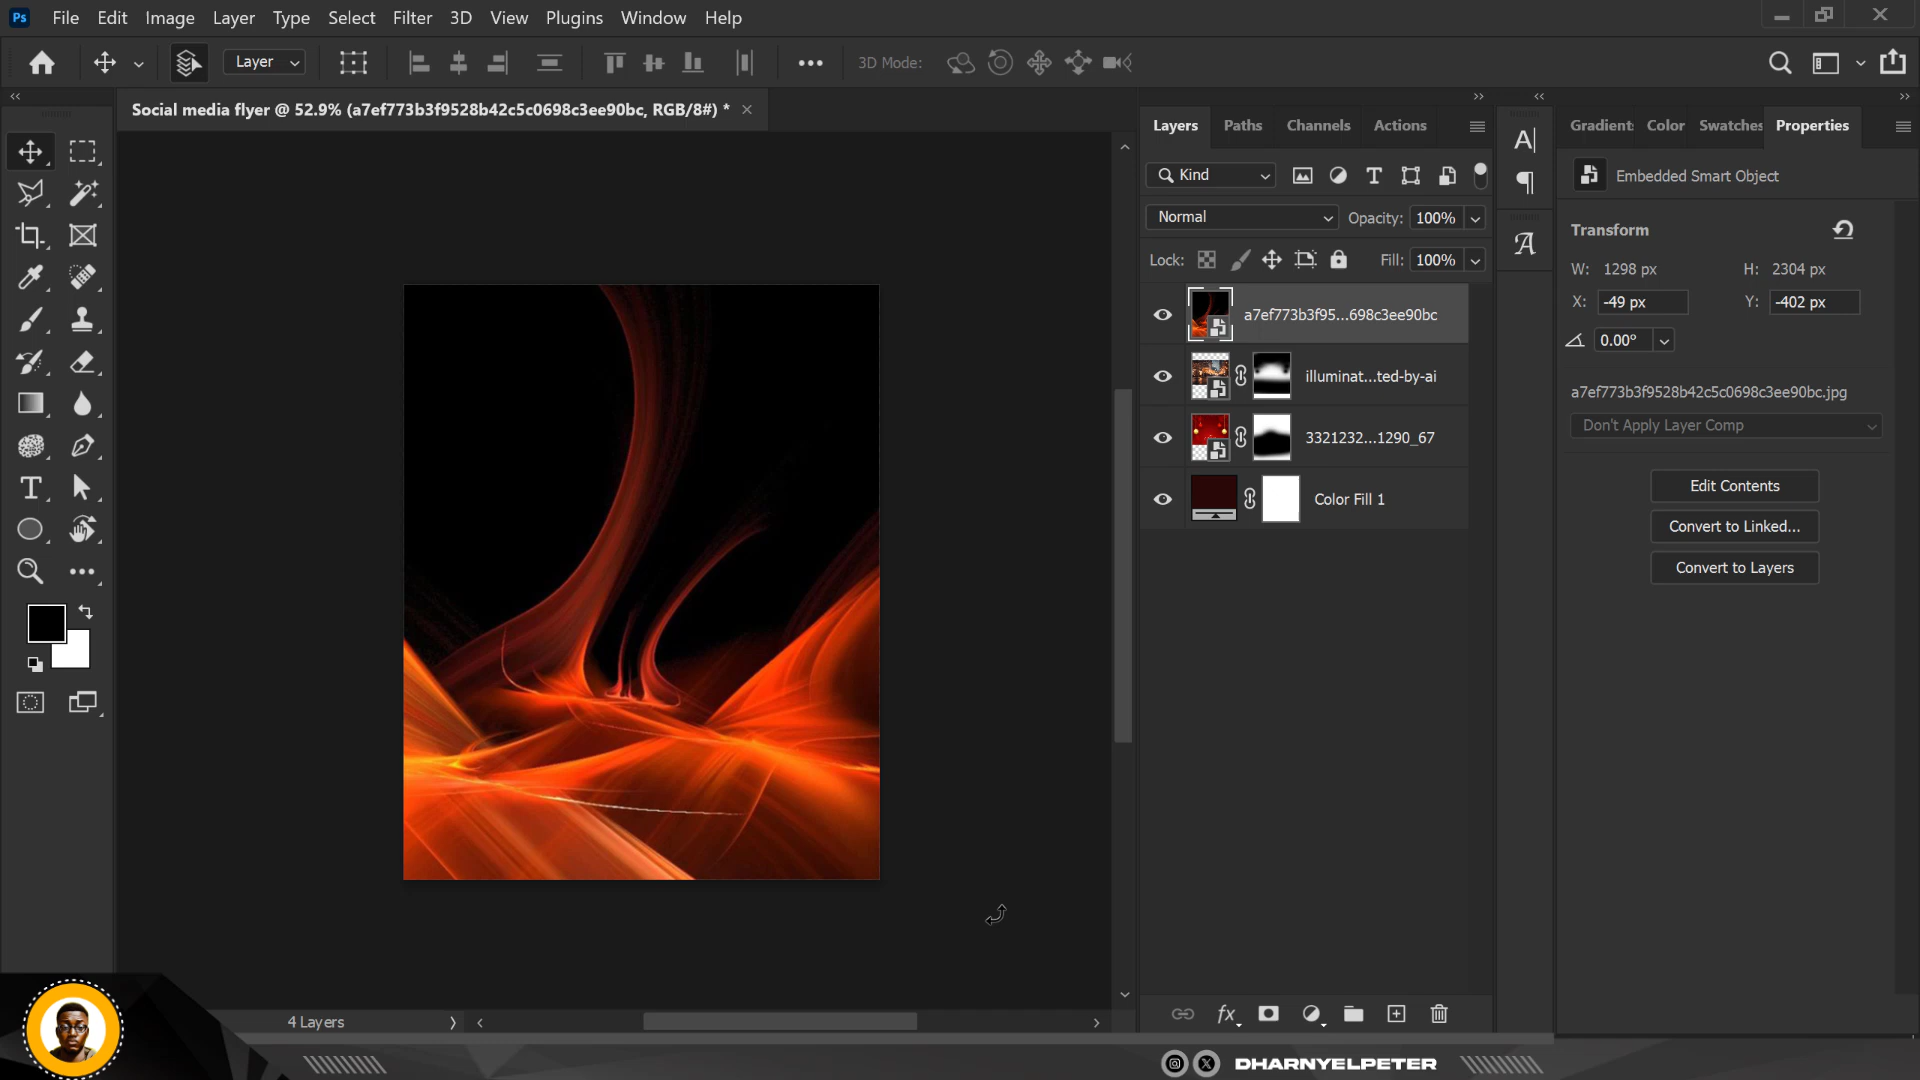 Ps File Edit Image Layer Type Select Filter 3D View Plugins Window Help
Layer 3D Mode:
Social media flyer @ 52.9% (a7ef773b3f9528b42c5c0698c3ee90bc, RGB/8#) *
Layers Paths Channels Actions
Gradient Color Swatches Properties
Kind
Embedded Smart Object
Normal Opacity: 100%
Transform
Lock: Fill: 100%
W: 1298 px H: 2304 px
X: -49 px Y: -402 px
a7ef773b3f95...698c3ee90bc
0.00°
illuminat...ted-by-ai
a7ef773b3f9528b42c5c0698c3ee90bc.jpg
Don't Apply Layer Comp
3321232...1290_67
Edit Contents
Color Fill 1
Convert to Linked...
Convert to Layers
4 Layers
DHARNYELPETER